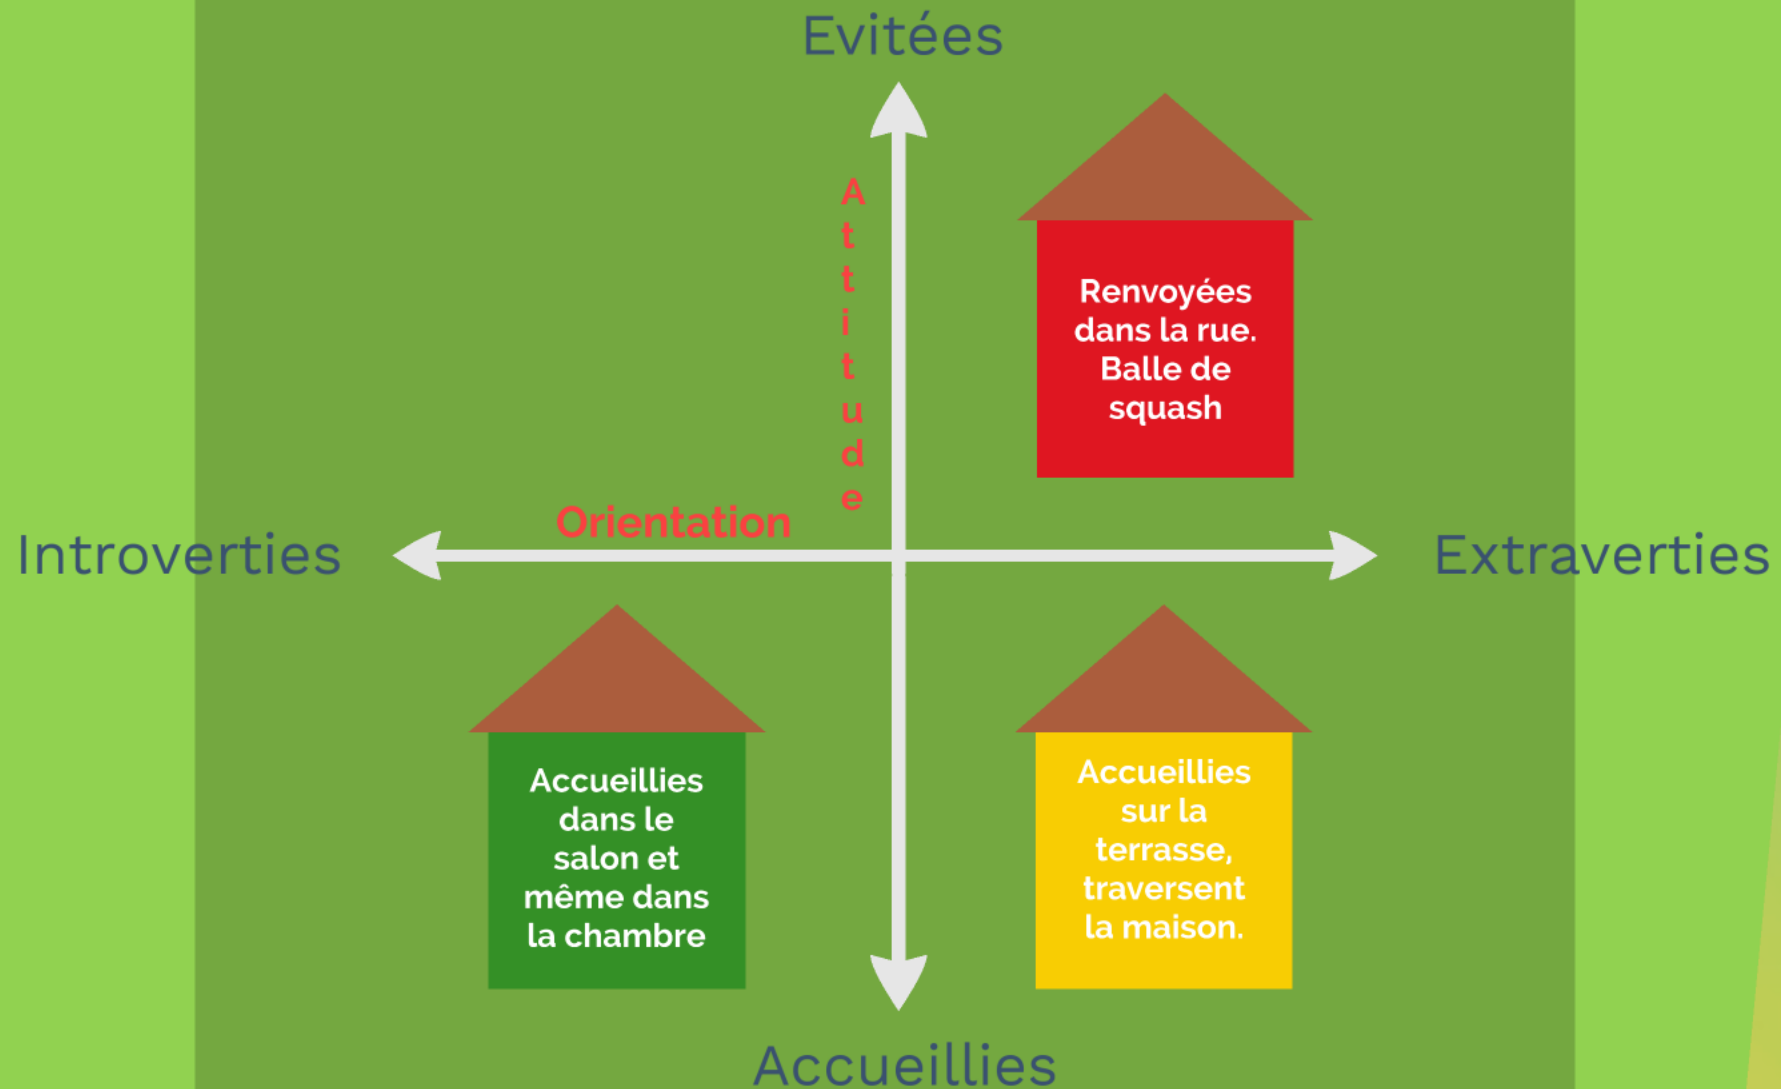 Evitées
Attitude
Renvoyées
dans la rue.
Balle de
squash
Orientation
Introverties
Extraverties
Accueillies
dans le
salon et
même dans
la chambre
Accueillies
sur la
terrasse,
traversent
la maison.
Accueillies